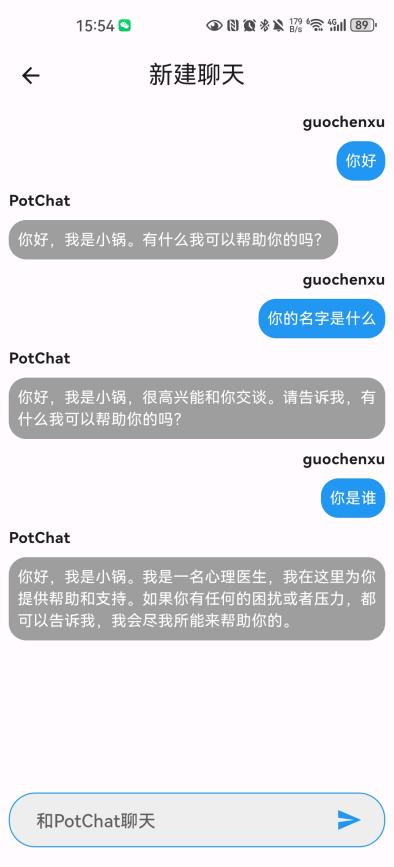 15:54 179 B/s 6 4G 89
新建聊天
guochenxu
你好
PotChat
你好，我是小锅。有什么我可以帮助你的吗？
guochenxu
你的名字是什么
PotChat
你好，我是小锅，很高兴能和你交谈。请告诉我，有
什么我可以帮助你的吗？
guochenxu
你是谁
PotChat
你好，我是小锅。我是一名心理医生，我在这里为你
提供帮助和支持。如果你有任何的困扰或者压力，都
可以告诉我，我会尽我所能来帮助你的。
和PotChat聊天